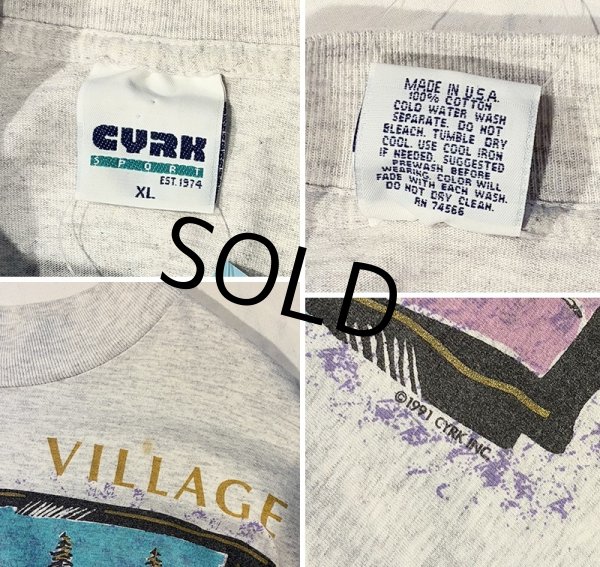 CYRK
SPORT
EST. 1974
XL
MADE IN U.S.A.
100% COTTON
COLD WATER WASH
SEPARATE. DO NOT
BLEACH. TUMBLE DRY
COOL. USE COOL IRON
IF NEEDED. SUGGESTED
PREWASH BEFORE
WEARING. COLOR WILL
FADE WITH EACH WASH.
DO NOT DRY CLEAN.
RN 74566
SOLD
VILLAGE
©1991 CYRK INC.